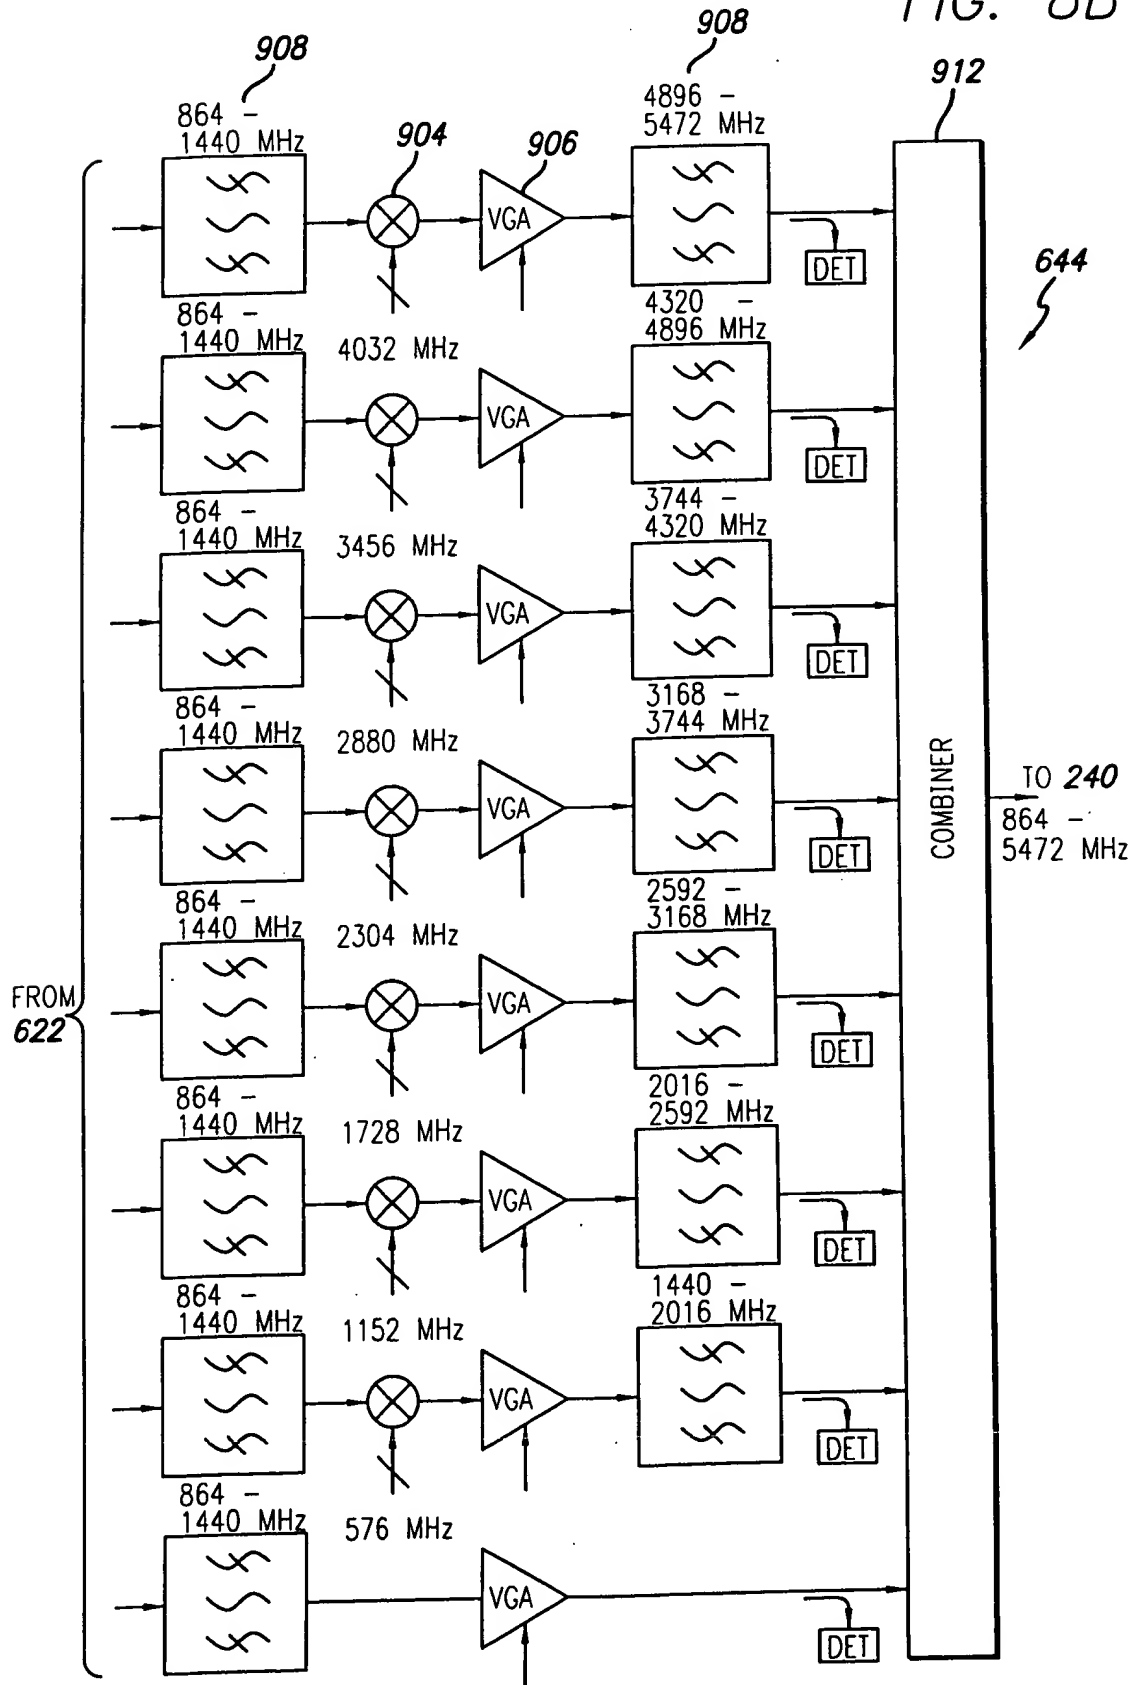 FIG. 8B
908
908
912
864 -
1440 MHz
904
906
4896 -
5472 MHz
VGA
DET
644
864 -
1440 MHz
4032 MHz
4320 -
4896 MHz
VGA
DET
864 -
1440 MHz
3456 MHz
3744 -
4320 MHz
VGA
DET
864 -
1440 MHz
2880 MHz
3168 -
3744 MHz
VGA
DET
COMBINER
TO 240
864 -
5472 MHz
864 -
1440 MHz
2304 MHz
2592 -
3168 MHz
VGA
DET
FROM
622
864 -
1440 MHz
1728 MHz
2016 -
2592 MHz
VGA
DET
864 -
1440 MHz
1152 MHz
1440 -
2016 MHz
VGA
DET
864 -
1440 MHz
576 MHz
VGA
DET